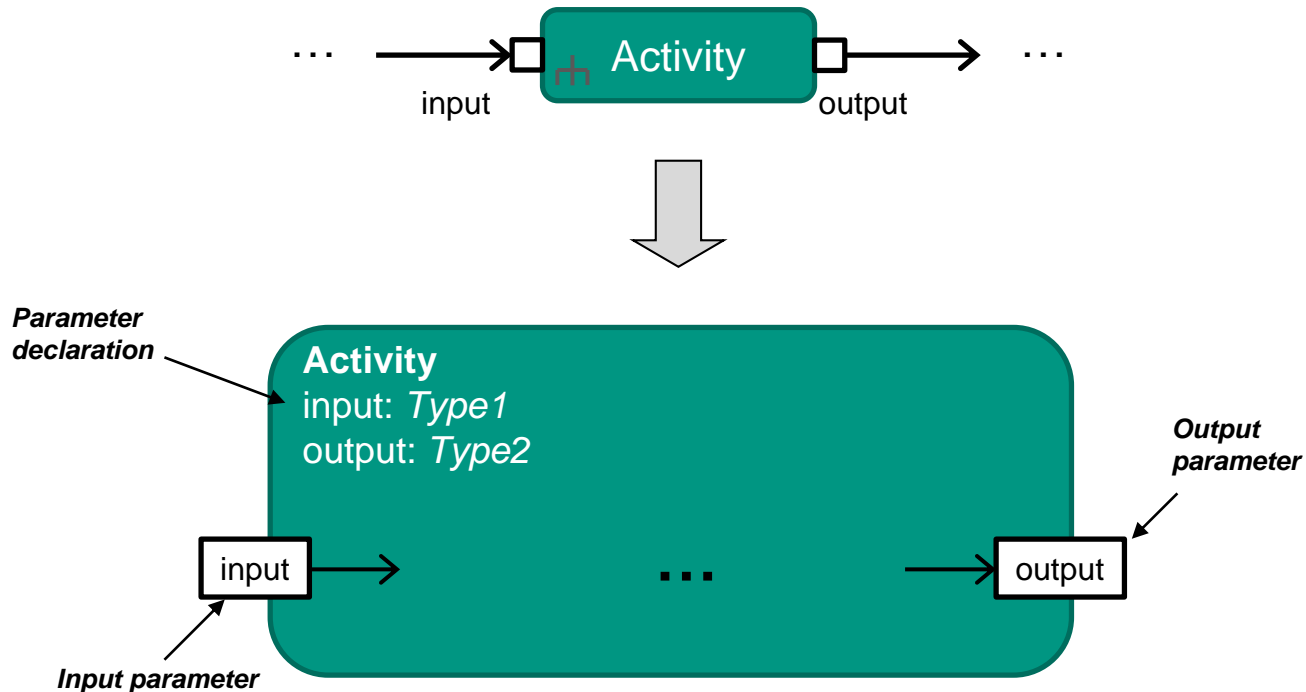 … Activity …
input output
Parameter
declaration
Activity
input: Type1
output: Type2
Output
parameter
input … output
Input parameter